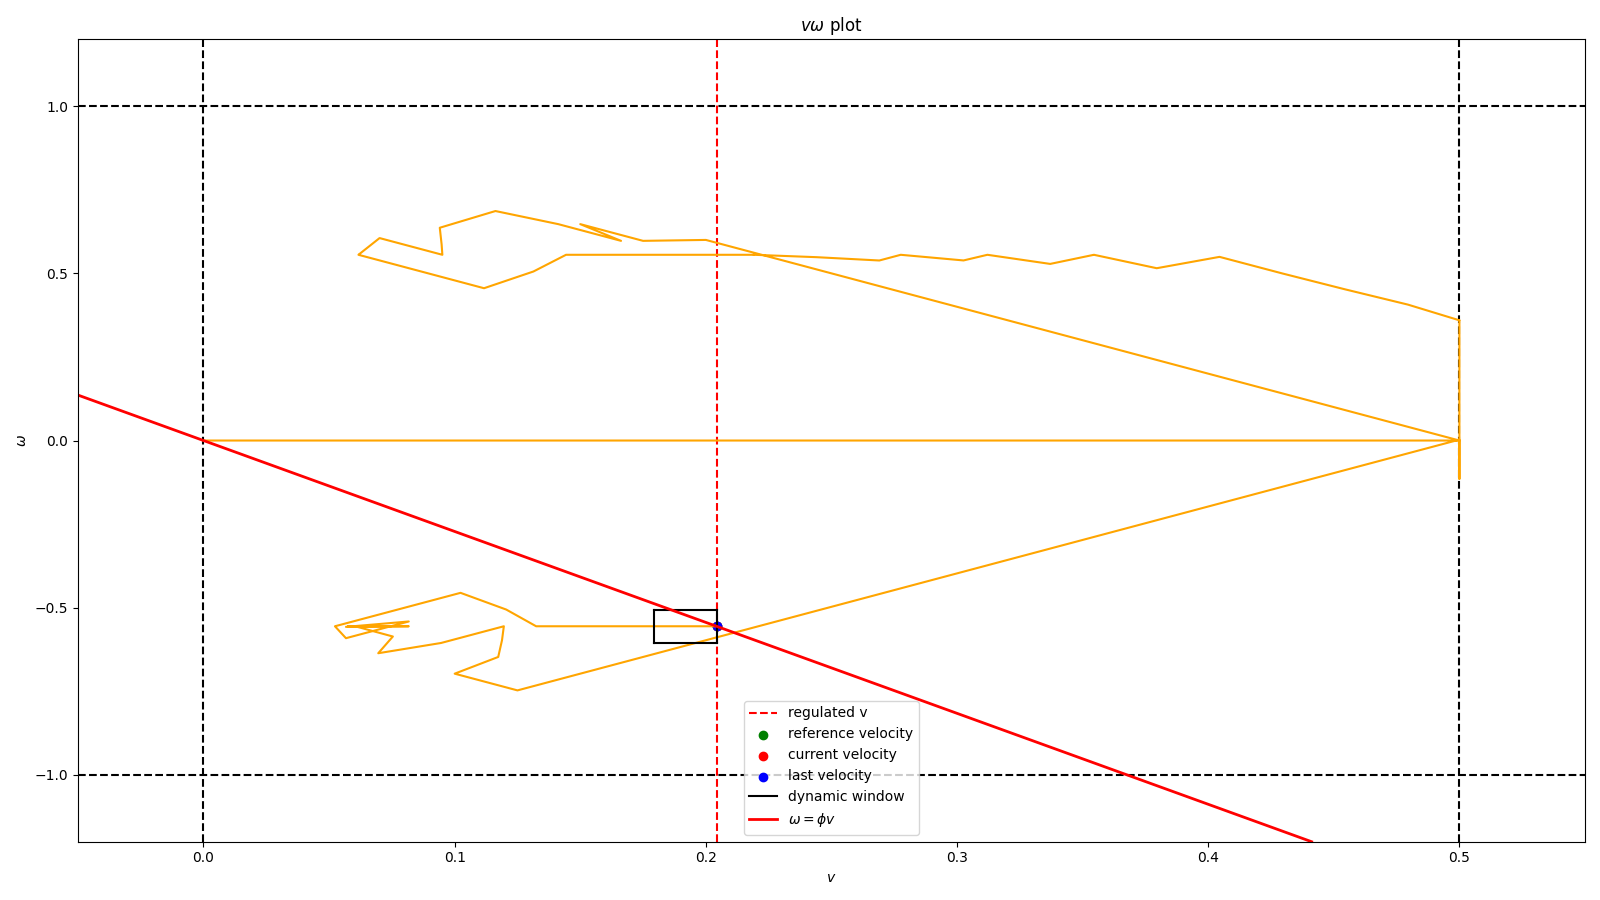 vω plot
1.0
0.5
0.0
−0.5
−1.0
ω
0.0 0.1 0.2 0.3 0.4 0.5
v
regulated v
reference velocity
current velocity
last velocity
dynamic window
ω = ϕv